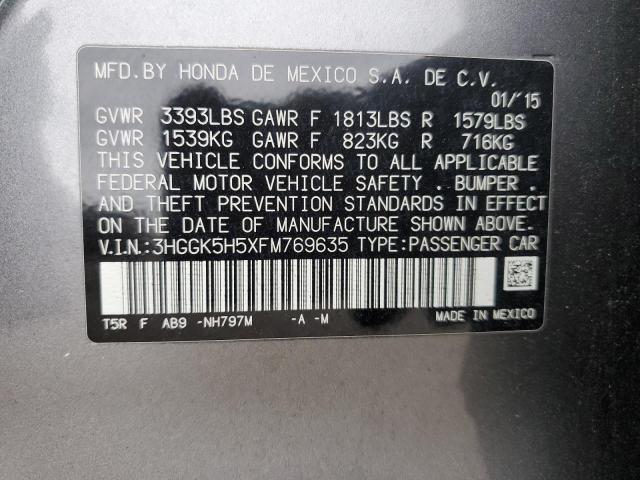 MFD.BY HONDA DE MEXICO S.A. DE C.V.
01/'15
GVWR 3393LBS GAWR F 1813LBS R 1579LBS
GVWR 1539KG GAWR F 823KG R 716KG
THIS VEHICLE CONFORMS TO ALL APPLICABLE
FEDERAL MOTOR VEHICLE SAFETY . BUMPER .
AND THEFT PREVENTION STANDARDS IN EFFECT
ON THE DATE OF MANUFACTURE SHOWN ABOVE
V.I.N:3HGGK5H5XFM769635 TYPE:PASSENGER CAR
T5R F AB9 -NH797M -A -M MADE IN MEXICO